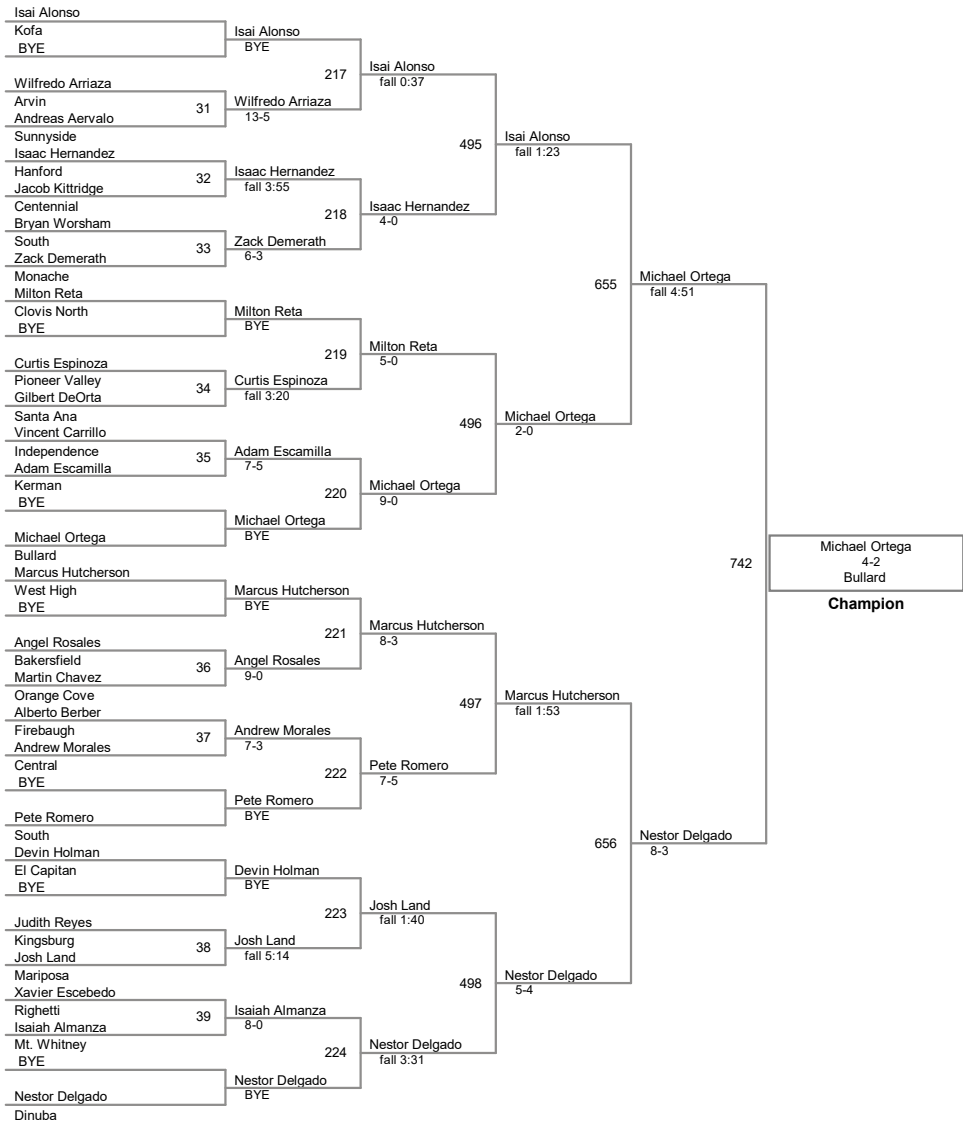 Isai Alonso
Kofa
BYE
Wilfredo Arriaza
Arvin
Andreas Aervalo
Sunnyside
Isaac Hernandez
Hanford
Jacob Kittridge
Centennial
Bryan Worsham
South
Zack Demerath
Monache
Milton Reta
Clovis North
BYE
Curtis Espinoza
Pioneer Valley
Gilbert DeOrta
Santa Ana
Vincent Carrillo
Independence
Adam Escamilla
Kerman
BYE
Michael Ortega
Bullard
Marcus Hutcherson
West High
BYE
Angel Rosales
Bakersfield
Martin Chavez
Orange Cove
Alberto Berber
Firebaugh
Andrew Morales
Central
BYE
Pete Romero
South
Devin Holman
El Capitan
BYE
Judith Reyes
Kingsburg
Josh Land
Mariposa
Xavier Escebedo
Righetti
Isaiah Almanza
Mt. Whitney
BYE
Nestor Delgado
Dinuba
31
32
33
34
35
36
37
38
39
Isai Alonso
BYE
Wilfredo Arriaza
13-5
Isaac Hernandez
fall 3:55
Zack Demerath
6-3
Milton Reta
BYE
Curtis Espinoza
fall 3:20
Adam Escamilla
7-5
Michael Ortega
BYE
Marcus Hutcherson
BYE
Angel Rosales
9-0
Andrew Morales
7-3
Pete Romero
BYE
Devin Holman
BYE
Josh Land
fall 5:14
Isaiah Almanza
8-0
Nestor Delgado
BYE
217
218
219
220
221
222
223
224
Isai Alonso
fall 0:37
Isaac Hernandez
4-0
Milton Reta
5-0
Michael Ortega
9-0
Marcus Hutcherson
8-3
Pete Romero
7-5
Josh Land
fall 1:40
Nestor Delgado
fall 3:31
495
496
497
498
Isai Alonso
fall 1:23
Michael Ortega
2-0
Marcus Hutcherson
fall 1:53
Nestor Delgado
5-4
655
656
Michael Ortega
fall 4:51
Nestor Delgado
8-3
742
Michael Ortega
4-2
Bullard
Champion